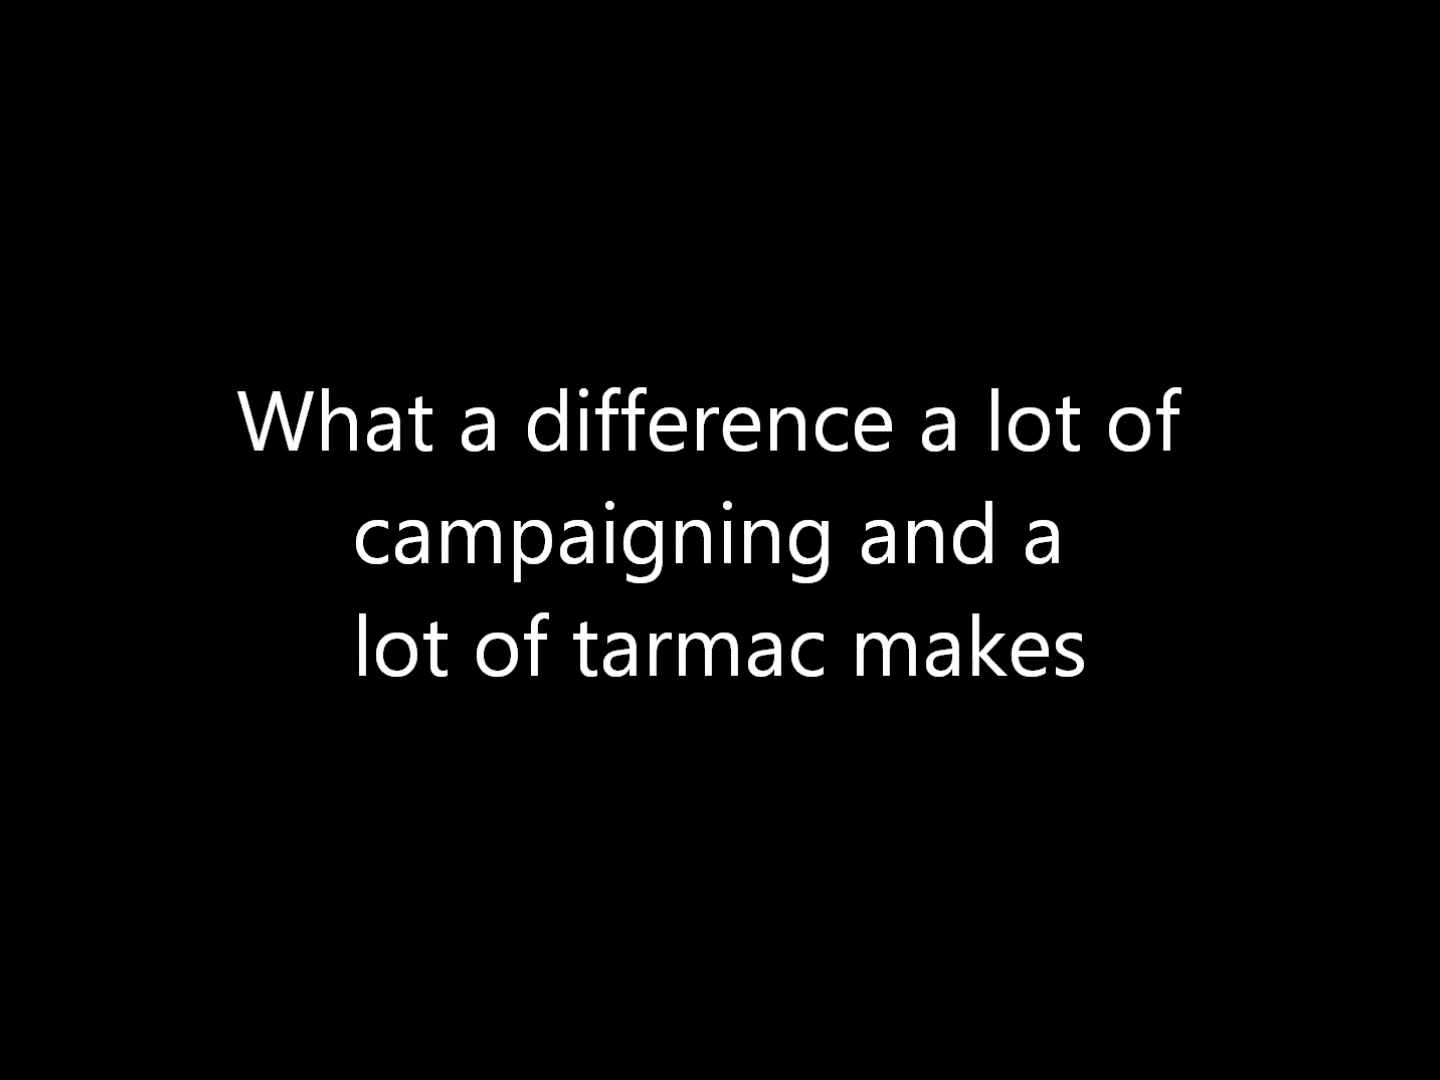 What a difference a lot of
campaigning and a
lot of tarmac makes